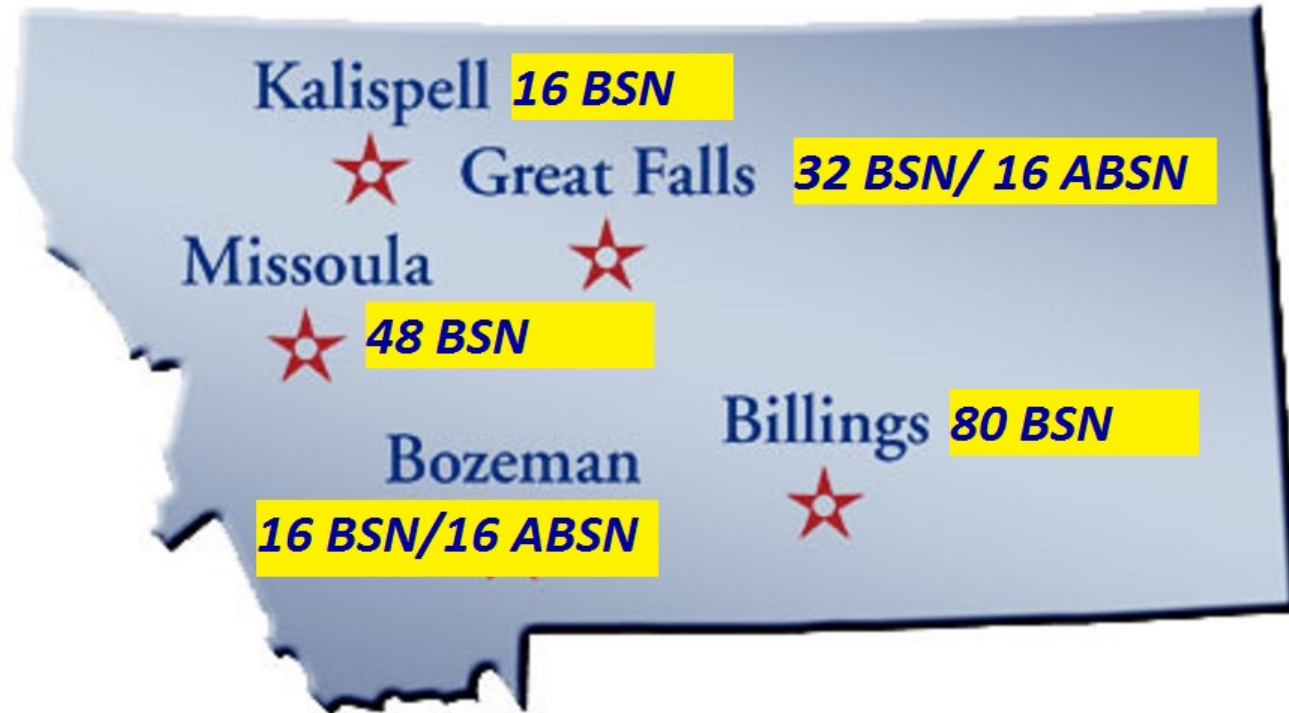 Kalispell 16 BSN
Great Falls 32 BSN/ 16 ABSN
Missoula
48 BSN
Billings 80 BSN
Bozeman
16 BSN/16 ABSN